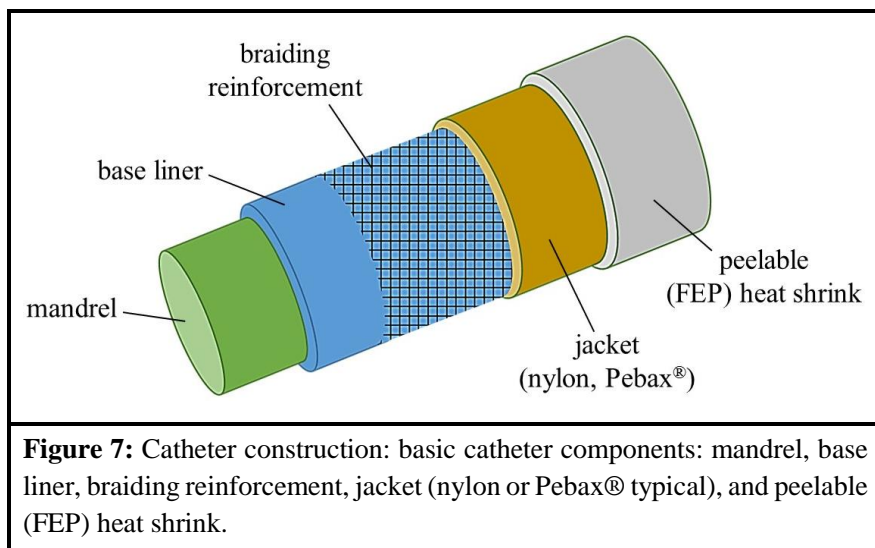 braiding
reinforcement
base liner
mandrel
peelable
(FEP) heat shrink
jacket
(nylon, Pebax®)
Figure 7: Catheter construction: basic catheter components: mandrel, base
liner, braiding reinforcement, jacket (nylon or Pebax® typical), and peelable
(FEP) heat shrink.